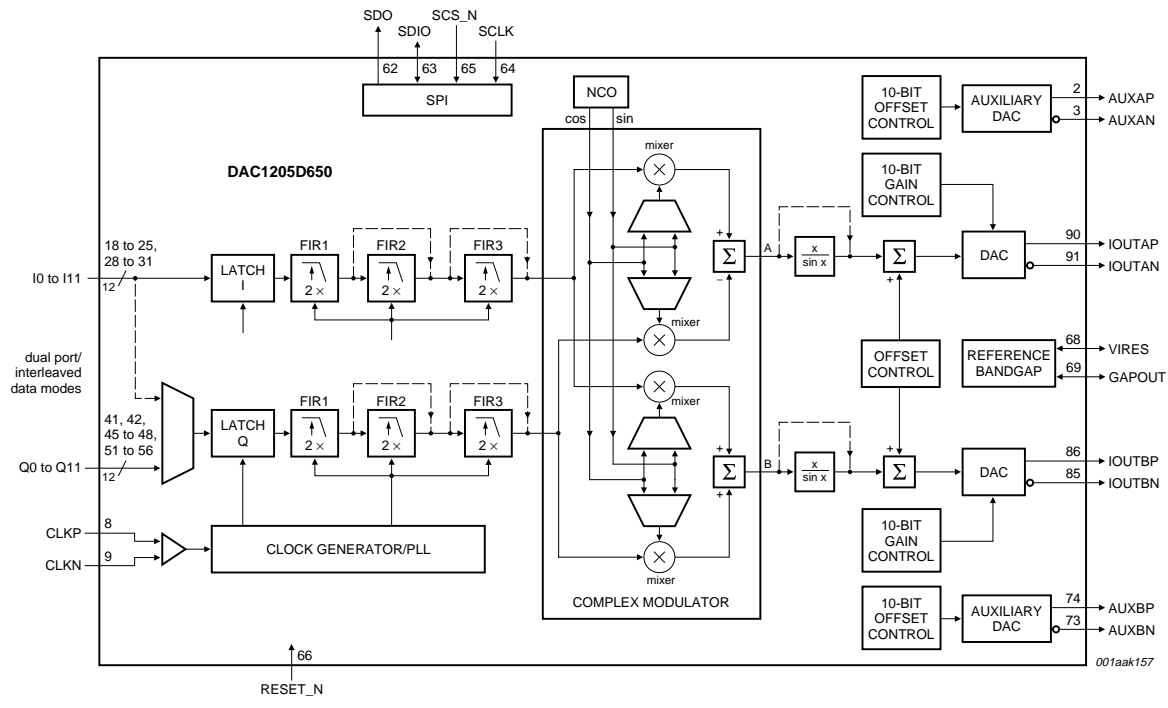 SDO
SDIO
SCS_N
SCLK
62
63
65
64
SPI
NCO
cos
sin
DAC1205D650
mixer
10-BIT
OFFSET
CONTROL
AUXILIARY
DAC
2
AUXAP
3
AUXAN
10-BIT
GAIN
CONTROL
18 to 25,
28 to 31
I0 to I11
12
LATCH
I
FIR1
2 ×
FIR2
2 ×
FIR3
2 ×
+
Σ
−
A
x
sin x
Σ
+
DAC
90
IOUTAP
91
IOUTAN
mixer
dual port/
interleaved
data modes
OFFSET
CONTROL
REFERENCE
BANDGAP
68
VIRES
69
GAPOUT
mixer
41, 42,
45 to 48,
51 to 56
Q0 to Q11
12
LATCH
Q
FIR1
2 ×
FIR2
2 ×
FIR3
2 ×
+
Σ
+
B
x
sin x
+
Σ
DAC
86
IOUTBP
85
IOUTBN
10-BIT
GAIN
CONTROL
CLKP
8
CLKN
9
CLOCK GENERATOR/PLL
mixer
COMPLEX MODULATOR
10-BIT
OFFSET
CONTROL
AUXILIARY
DAC
74
AUXBP
73
AUXBN
66
RESET_N
001aak157